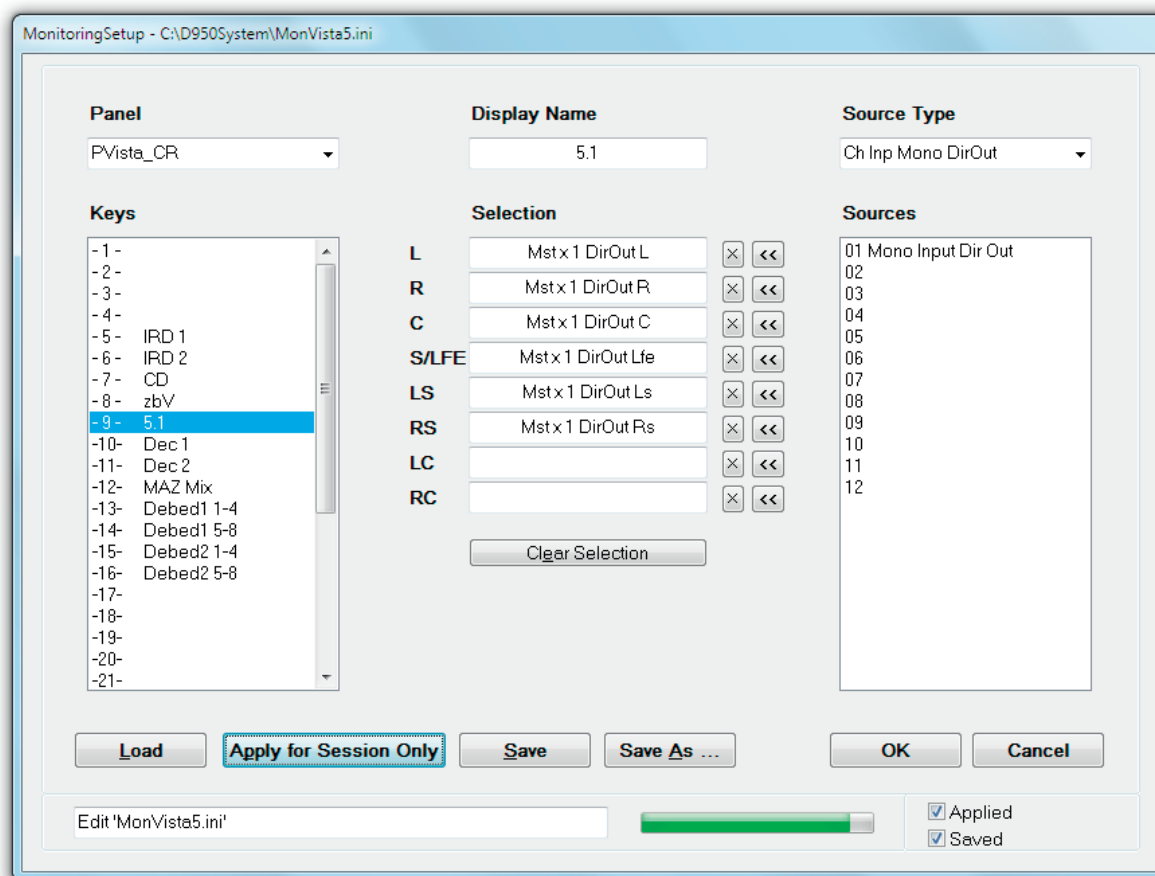 MonitoringSetup - C:\D950System\MonVista5.ini
Panel
PVista_CR
Display Name
5.1
Source Type
Ch Inp Mono DirOut
Keys
- 1 -
- 2 -
- 3 -
- 4 -
- 5 - IRD 1
- 6 - IRD 2
- 7 - CD
- 8 - zbV
- 9 - 5.1
-10- Dec 1
-11- Dec 2
-12- MAZ Mix
-13- Debed1 1-4
-14- Debed1 5-8
-15- Debed2 1-4
-16- Debed2 5-8
-17-
-18-
-19-
-20-
-21-
Selection
L Mst x 1 DirOut L × <<
R Mst x 1 DirOut R × <<
C Mst x 1 DirOut C × <<
S/LFE Mst x 1 DirOut Lfe × <<
LS Mst x 1 DirOut Ls × <<
RS Mst x 1 DirOut Rs × <<
LC × <<
RC × <<
Clear Selection
Sources
01 Mono Input Dir Out
02
03
04
05
06
07
08
09
10
11
12
Load Apply for Session Only Save Save As ... OK Cancel
Edit 'MonVista5.ini'
Applied
Saved